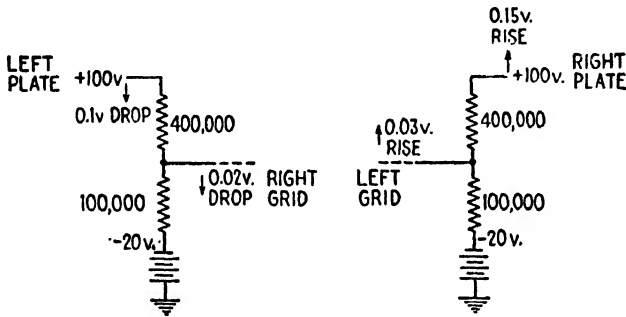 LEFT
PLATE
+100v.
0.1v DROP
400,000
0.02v.
DROP
RIGHT
GRID
100,000
-20v.
0.15v.
RISE
+100v.
RIGHT
PLATE
400,000
0.03v.
RISE
LEFT
GRID
100,000
-20v.